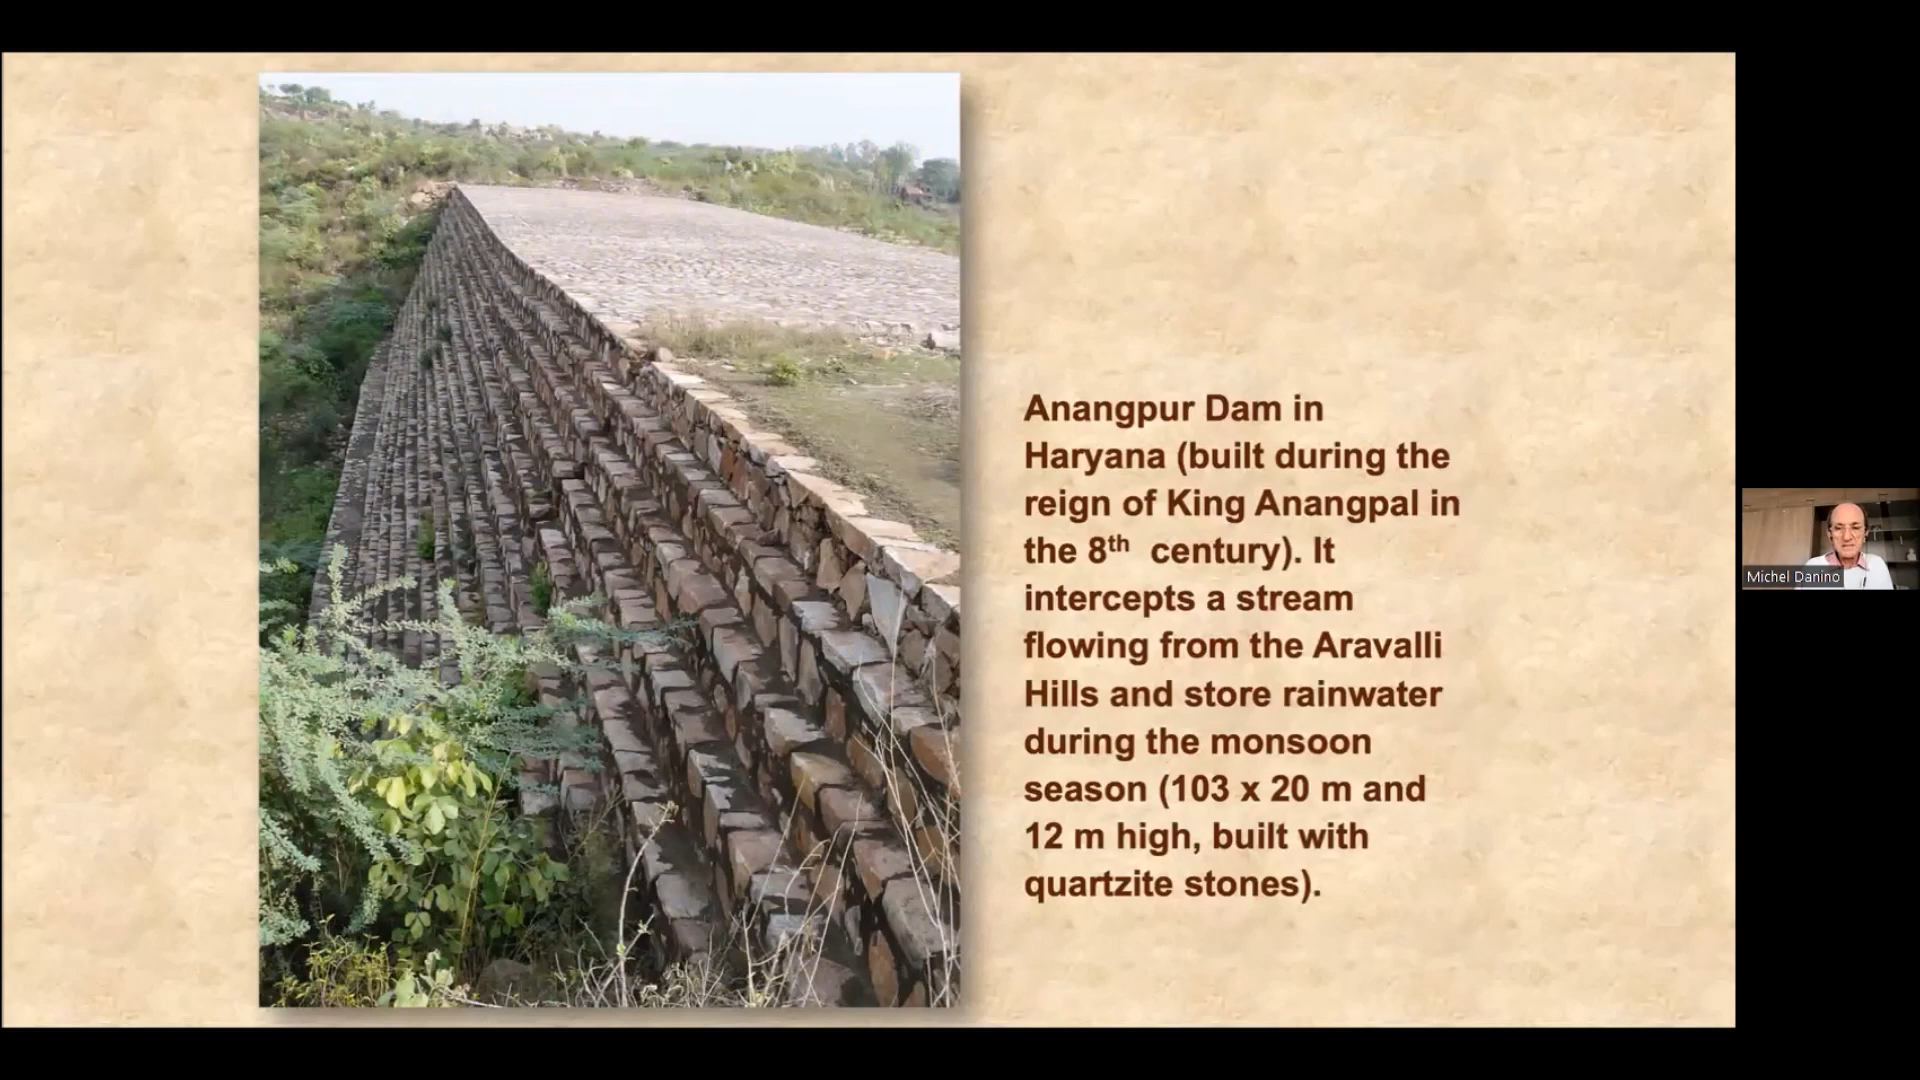 Anangpur Dam in
Haryana (built during the
reign of King Anangpal in
the 8th century). It
intercepts a stream
flowing from the Aravalli
Hills and store rainwater
during the monsoon
season (103 x 20 m and
12 m high, built with
quartzite stones).
Michel Danino